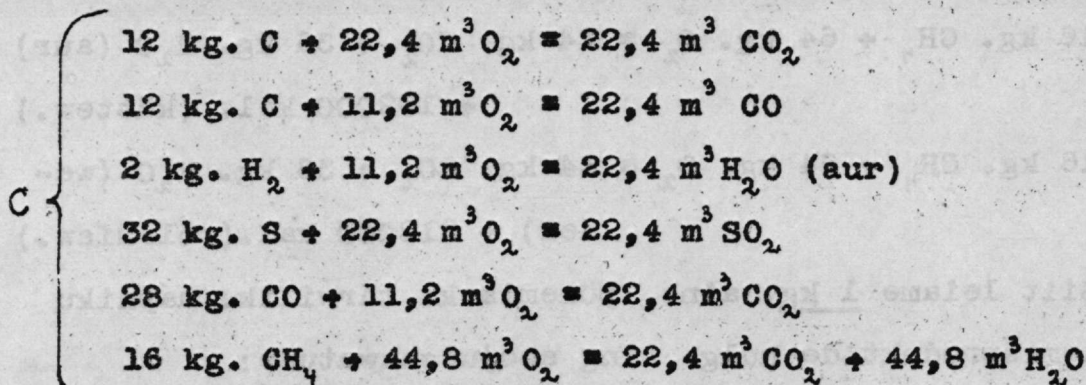 12 kg. C + 22,4 m³O₂ = 22,4 m³ CO₂
12 kg. C + 11,2 m³O₂ = 22,4 m³ CO
2 kg. H₂ + 11,2 m³O₂ = 22,4 m³H₂O (aur)
C { 32 kg. S + 22,4 m³O₂ = 22,4 m³SO₂
28 kg. CO + 11,2 m³O₂ = 22,4 m³CO₂
16 kg. CH₄ + 44,8 m³O₂ = 22,4 m³CO₂ + 44,8 m³H₂O